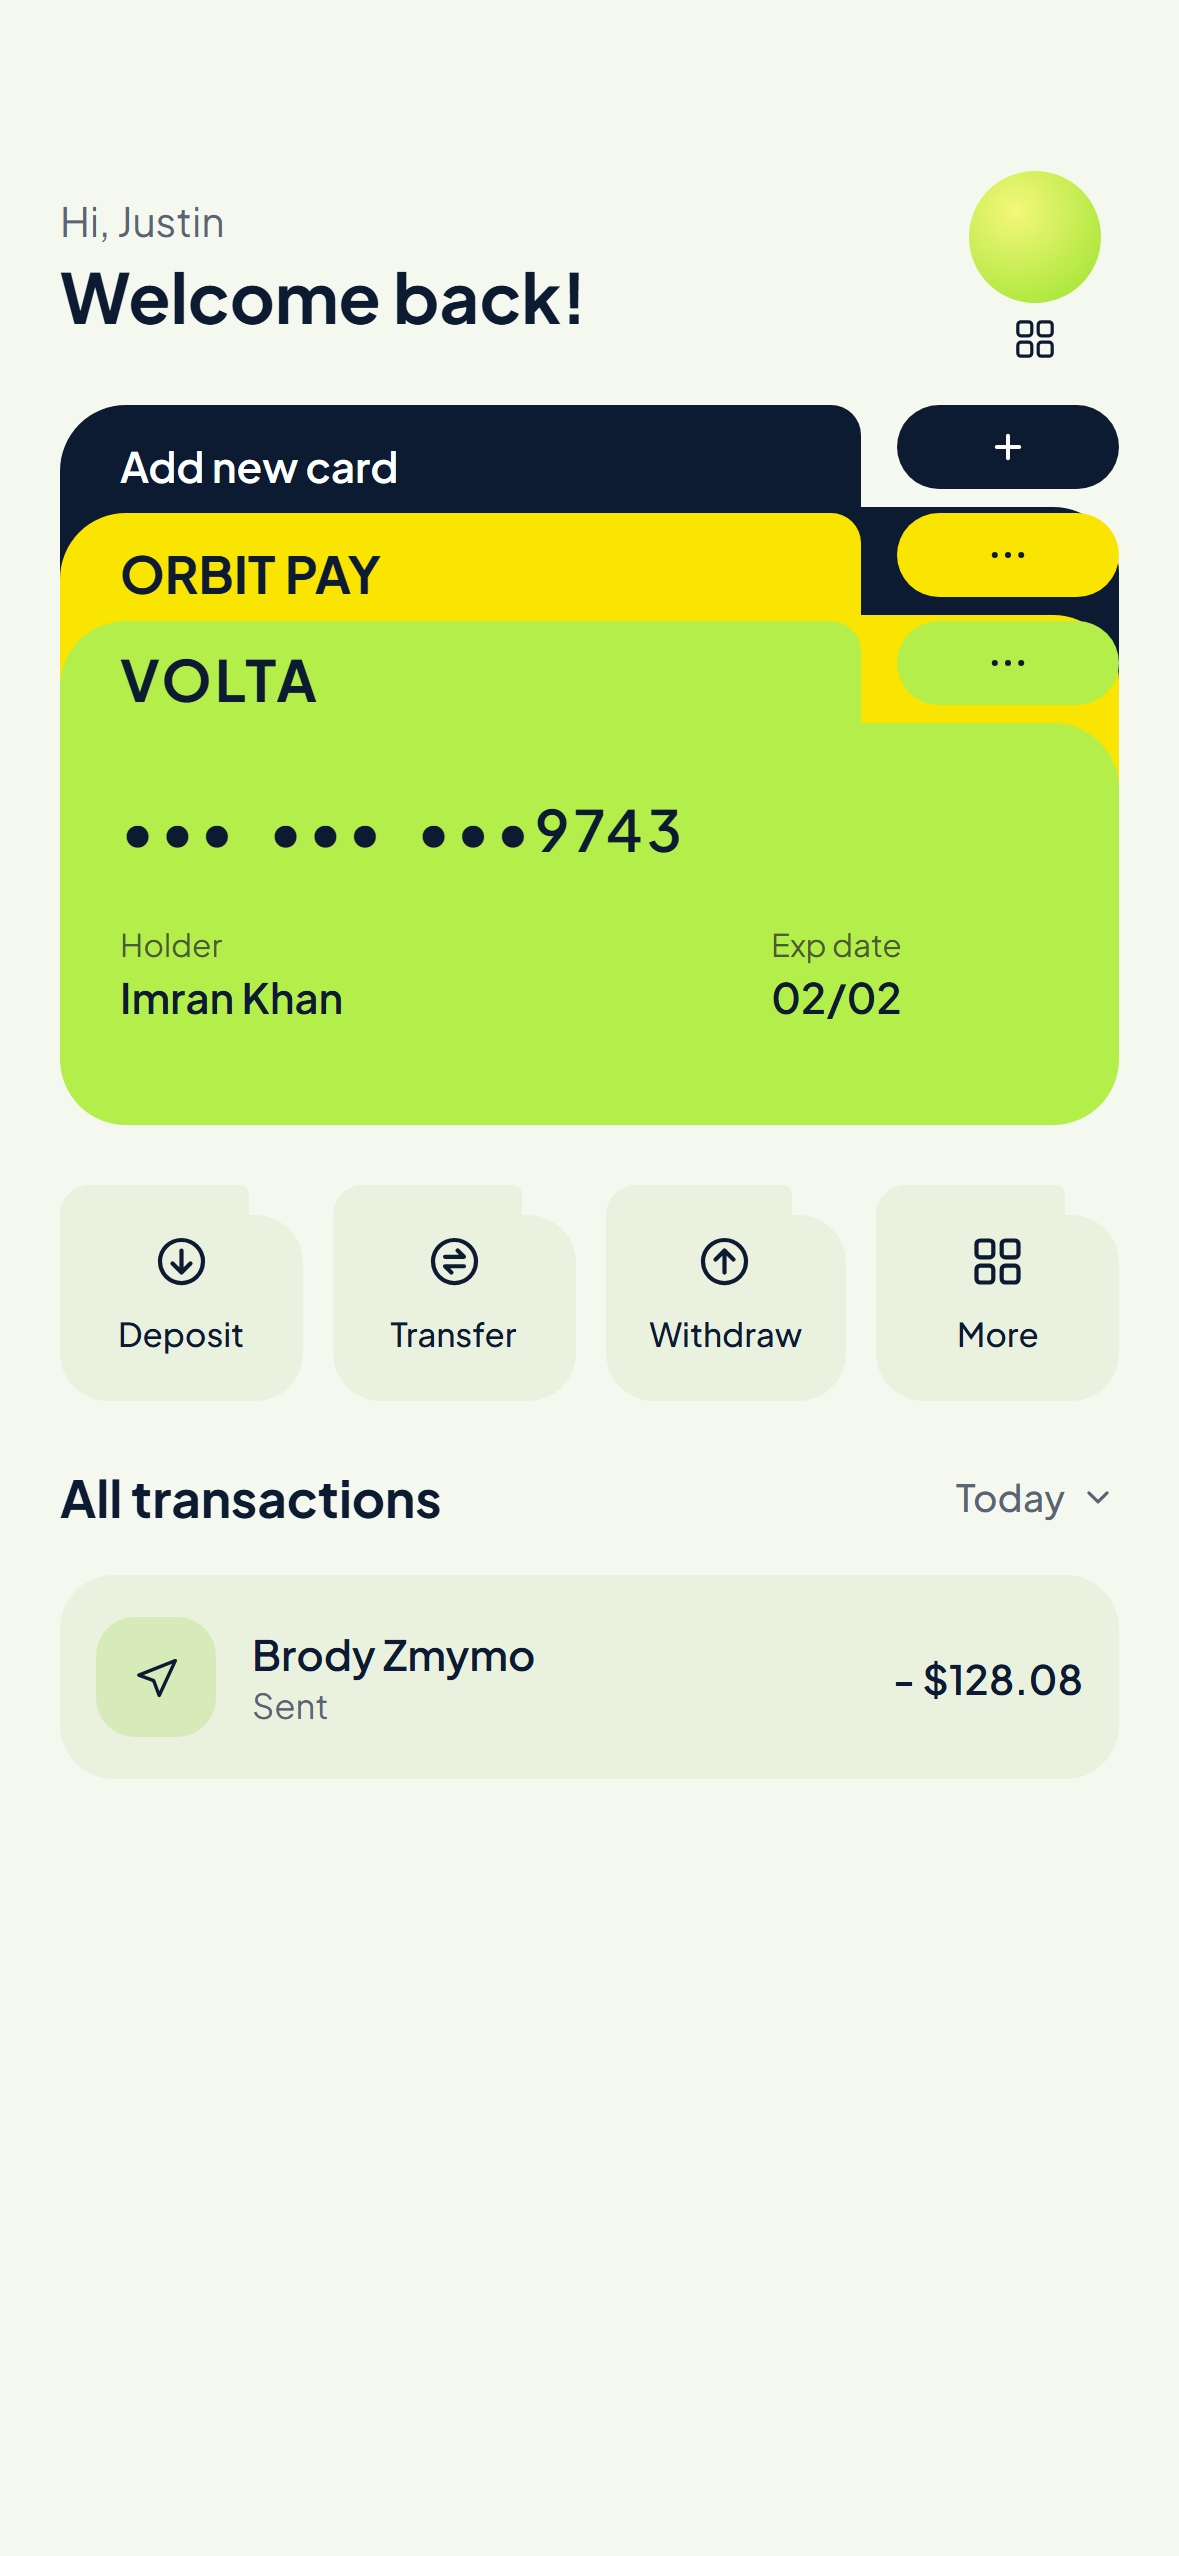 Hi, Justin
Welcome back!
Add new card
ORBIT PAY
VOLTA
••• ••• •••9743
Holder
Exp date
Imran Khan
02/02
Deposit
Transfer
Withdraw
More
All transactions
Today
Brody Zmymo
Sent
- $128.08